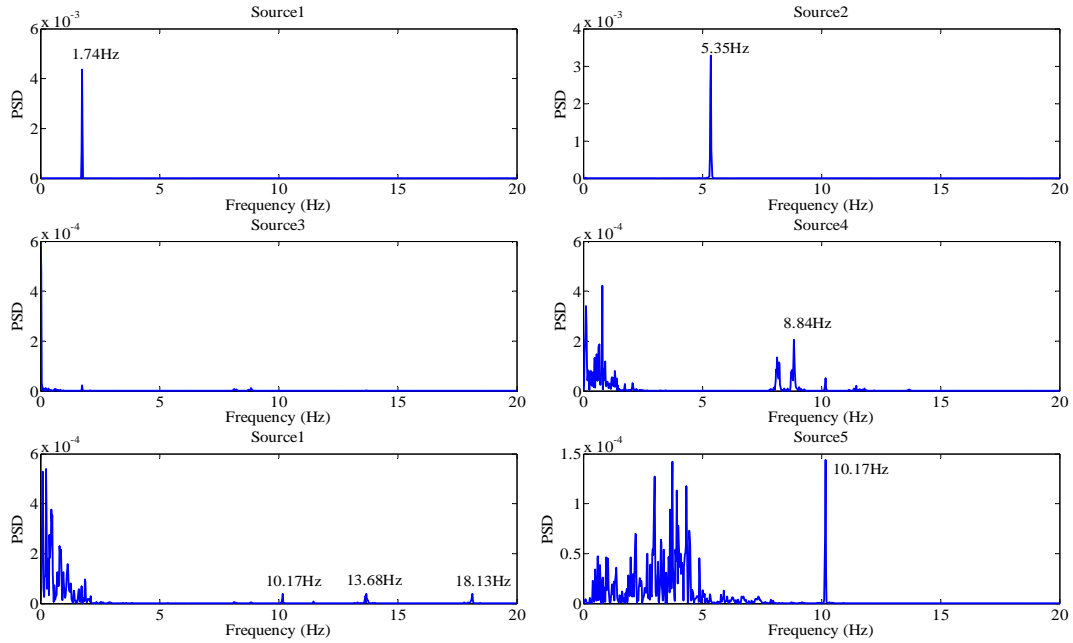 Source1
x 10^-3
6
4
2
0
PSD
1.74Hz
0 5 10 15 20
Frequency (Hz)
Source2
x 10^-3
4
3
2
1
0
PSD
5.35Hz
0 5 10 15 20
Frequency (Hz)
Source3
x 10^-4
6
4
2
0
PSD
0 5 10 15 20
Frequency (Hz)
Source4
x 10^-4
6
4
2
0
PSD
8.84Hz
0 5 10 15 20
Frequency (Hz)
Source1
x 10^-4
6
4
2
0
PSD
10.17Hz 13.68Hz 18.13Hz
0 5 10 15 20
Frequency (Hz)
Source5
x 10^-4
1.5
1
0.5
0
PSD
10.17Hz
0 5 10 15 20
Frequency (Hz)